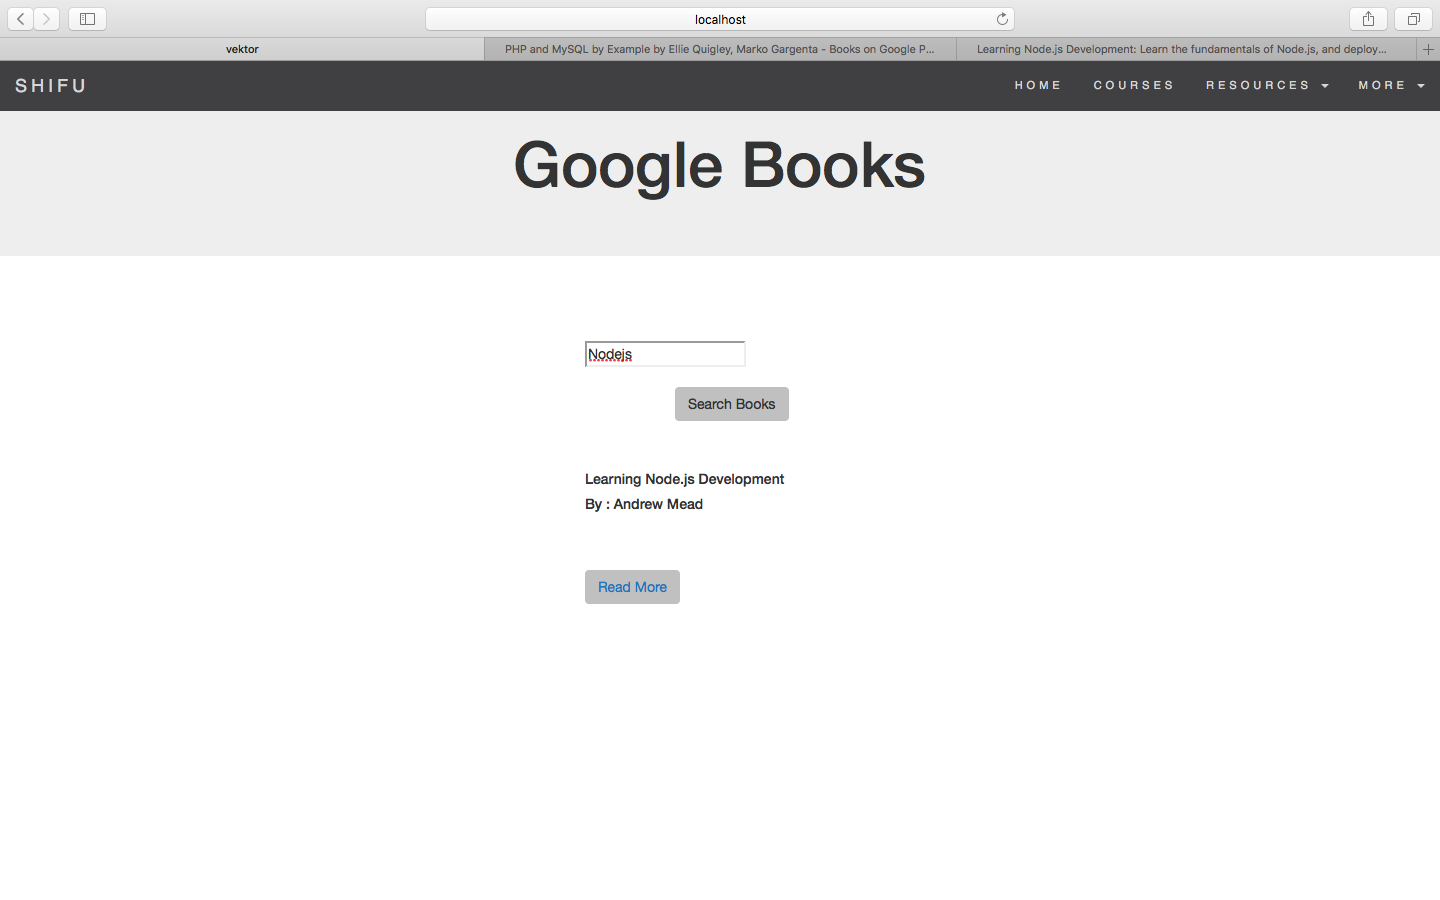 localhost
vektor
PHP and MySQL by Example by Ellie Quigley, Marko Gargenta - Books on Google P...
Learning Node.js Development: Learn the fundamentals of Node.js, and deploy...
SHIFU
HOME
COURSES
RESOURCES
MORE
Google Books
Nodejs
Search Books
Learning Node.js Development
By : Andrew Mead
Read More